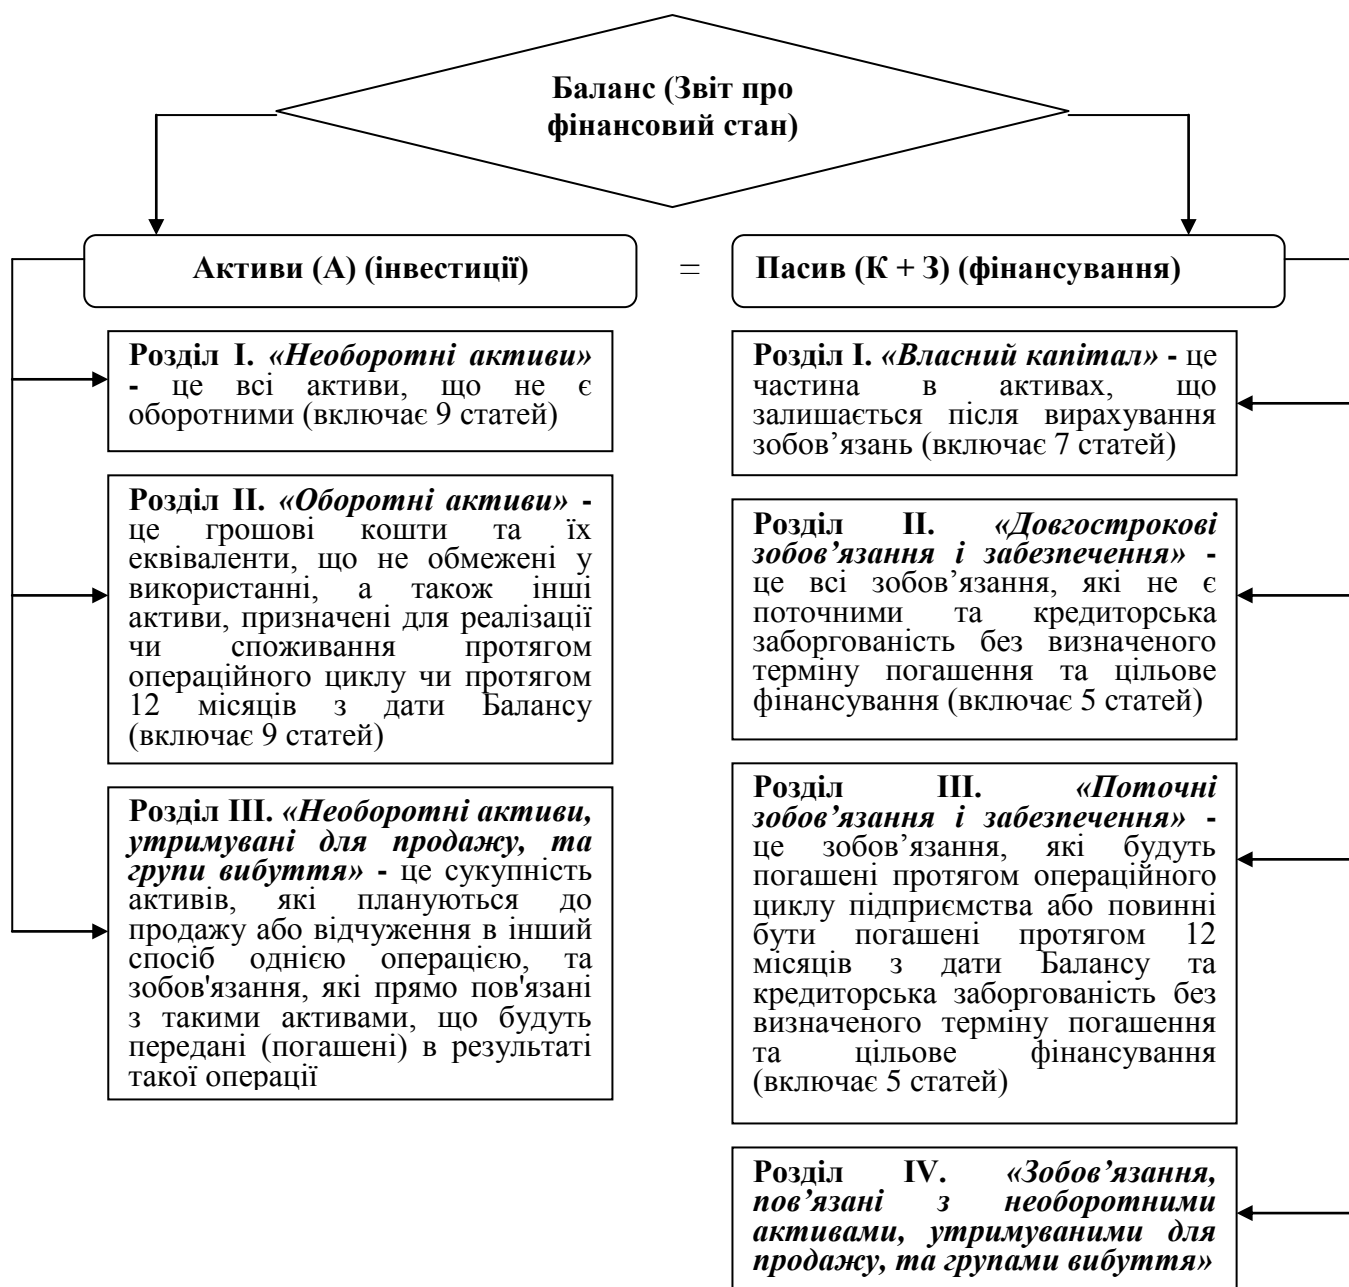 Баланс (Звіт про
фінансовий стан)
Активи (А) (інвестиції)
=
Пасив (К + З) (фінансування)
Розділ І. «Необоротні активи»
- це всі активи, що не є
оборотними (включає 9 статей)
Розділ ІІ. «Оборотні активи» -
це грошові кошти та їх
еквіваленти, що не обмежені у
використанні, а також інші
активи, призначені для реалізації
чи споживання протягом
операційного циклу чи протягом
12 місяців з дати Балансу
(включає 9 статей)
Розділ ІІІ. «Необоротні активи,
утримувані для продажу, та
групи вибуття» - це сукупність
активів, які плануються до
продажу або відчуження в інший
спосіб однією операцією, та
зобов'язання, які прямо пов'язані
з такими активами, що будуть
передані (погашені) в результаті
такої операції
Розділ І. «Власний капітал» - це
частина в активах, що
залишається після вирахування
зобов’язань (включає 7 статей)
Розділ ІІ. «Довгострокові
зобов’язання і забезпечення» -
це всі зобов’язання, які не є
поточними та кредиторська
заборгованість без визначеного
терміну погашення та цільове
фінансування (включає 5 статей)
Розділ ІІІ. «Поточні
зобов’язання і забезпечення» -
це зобов’язання, які будуть
погашені протягом операційного
циклу підприємства або повинні
бути погашені протягом 12
місяців з дати Балансу та
кредиторська заборгованість без
визначеного терміну погашення
та цільове фінансування
(включає 5 статей)
Розділ IV. «Зобов’язання,
пов’язані з необоротними
активами, утримуваними для
продажу, та групами вибуття»